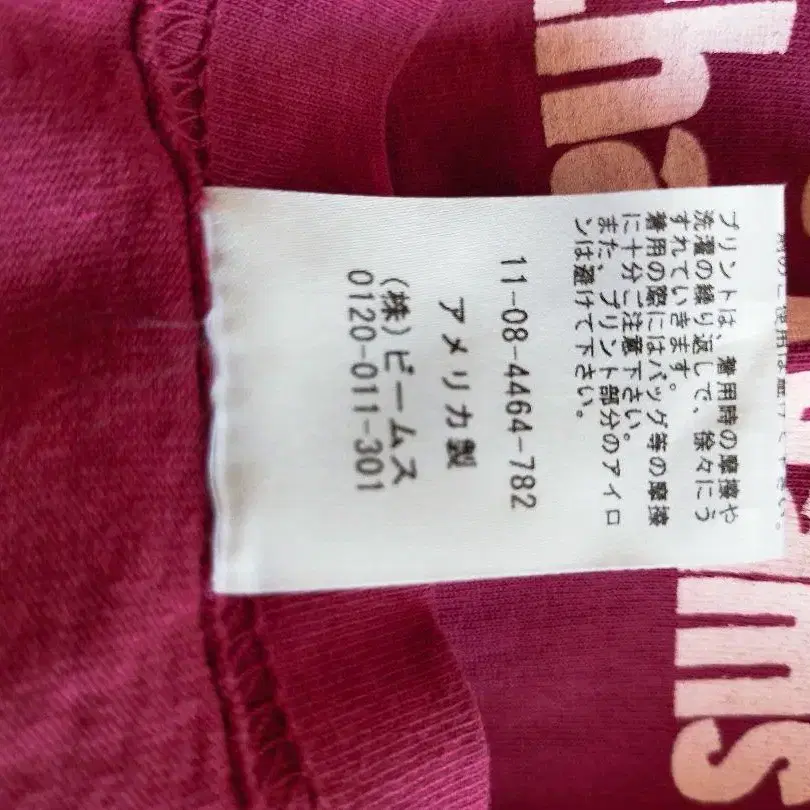 プリントは、着用時の摩擦や
洗濯の繰り返しで、徐々にう
すれていきます。
着用の際にはバッグ等の摩擦
に十分ご注意下さい。
また、プリント部分のアイロ
ンは避けて下さい。
11-08-4464-782
アメリカ製
(株)ビームス
0120-011-301